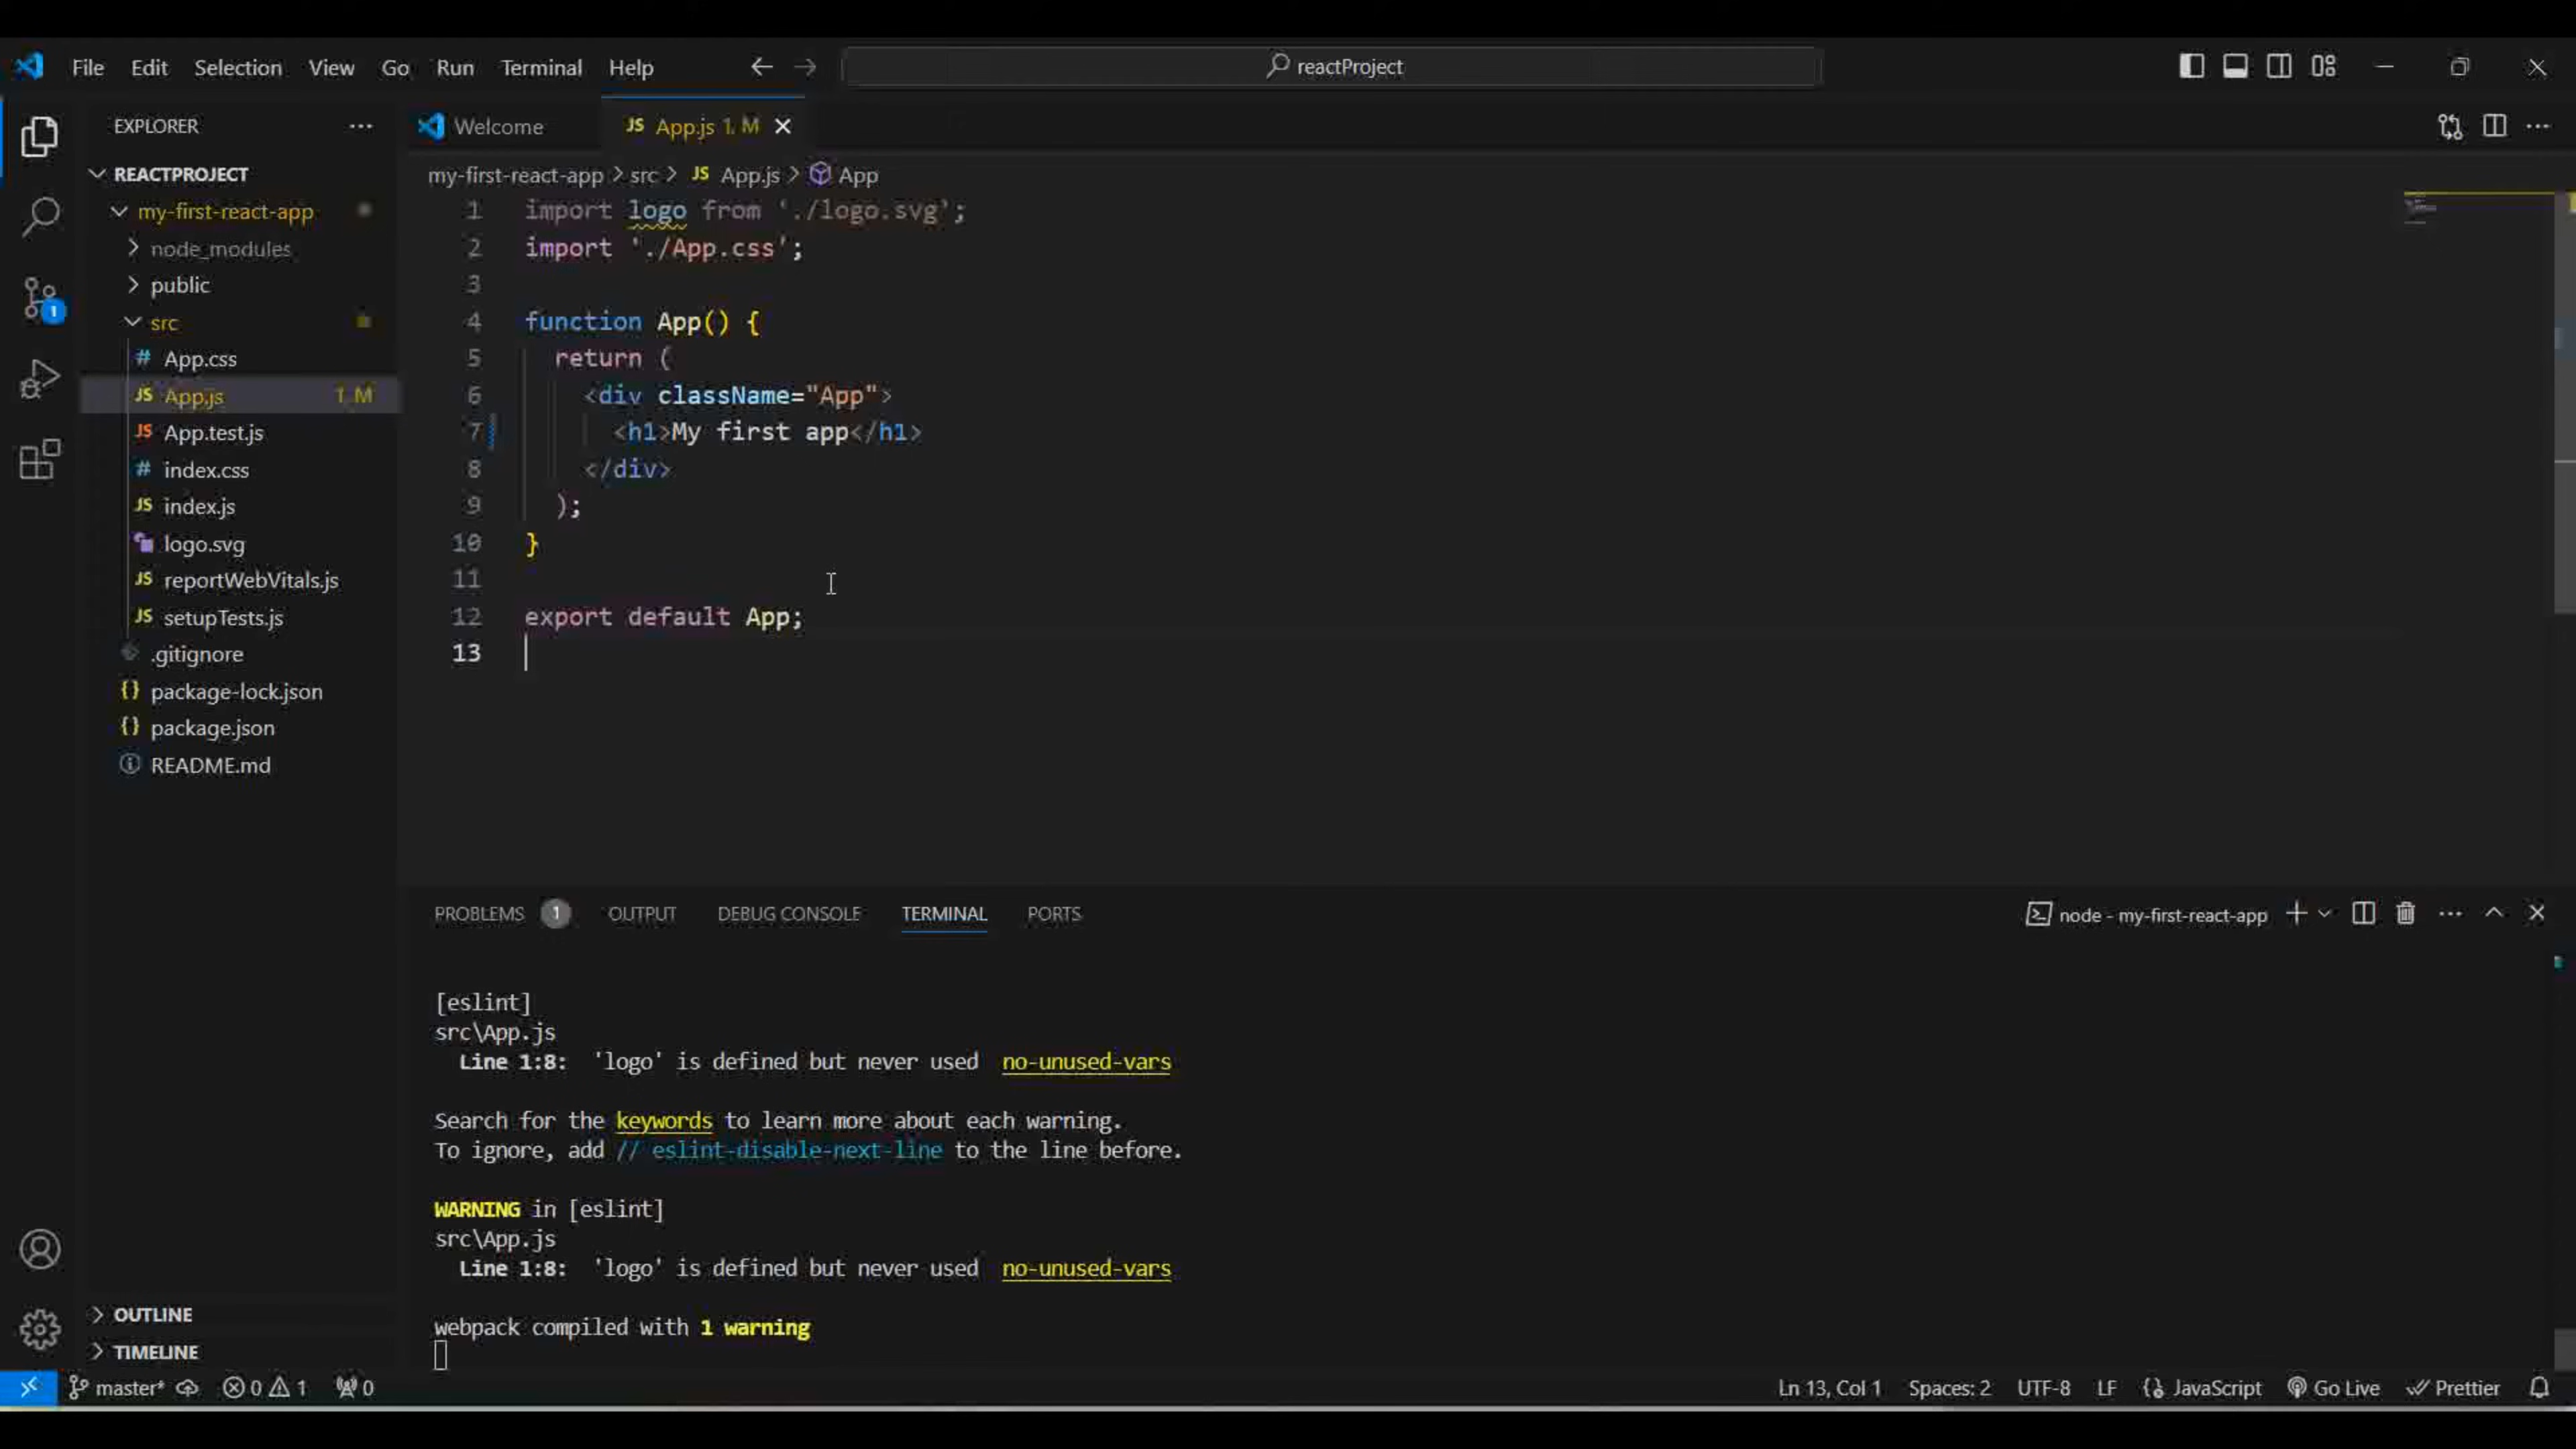 File Edit Selection View Go Run Terminal Help reactProject
EXPLORER
REACTPROJECT
my-first-react-app
node_modules
public
src
# App.css
JS App.js 1, M
JS App.test.js
# index.css
JS index.js
logo.svg
JS reportWebVitals.js
JS setupTests.js
.gitignore
{} package-lock.json
{} package.json
README.md
OUTLINE
TIMELINE
1
Welcome JS App.js 1, M
my-first-react-app > src > JS App.js > App
1 import logo from './logo.svg';
2 import './App.css';
3
4 function App() {
5 return (
6 <div className="App">
7 <h1>My first app</h1>
8 </div>
9 );
10 }
11
12 export default App;
13
PROBLEMS 1 OUTPUT DEBUG CONSOLE TERMINAL PORTS node - my-first-react-app
[eslint]
src\App.js
Line 1:8: 'logo' is defined but never used no-unused-vars
Search for the keywords to learn more about each warning.
To ignore, add // eslint-disable-next-line to the line before.
WARNING in [eslint]
src\App.js
Line 1:8: 'logo' is defined but never used no-unused-vars
webpack compiled with 1 warning
master* 0 1 0 Ln 13, Col 1 Spaces: 2 UTF-8 LF JavaScript Go Live Prettier